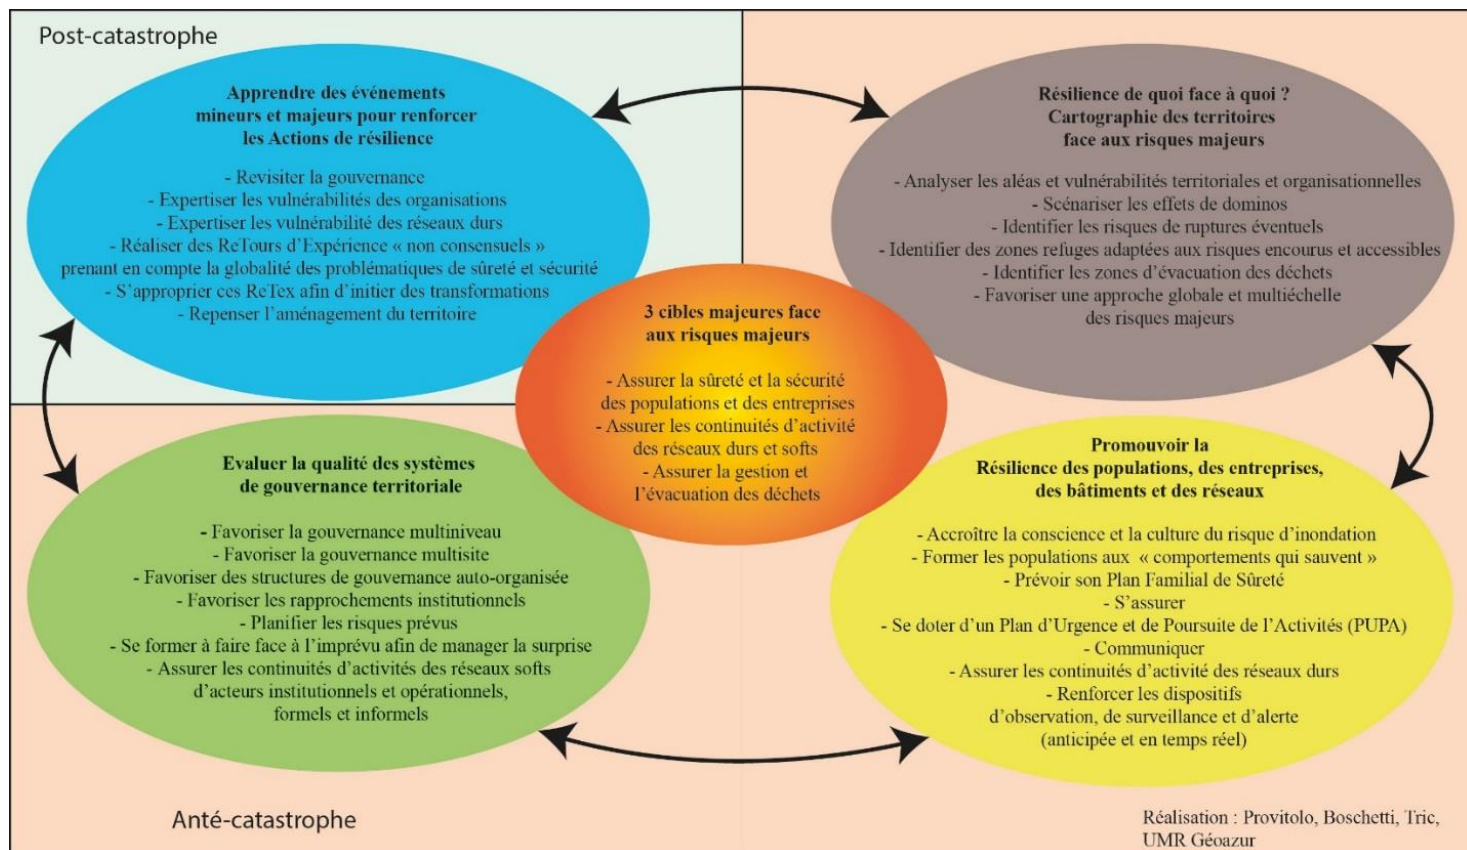 Post-catastrophe
Apprendre des événements
mineurs et majeurs pour renforcer
les Actions de résilience
- Revisiter la gouvernance
- Expertiser les vulnérabilités des organisations
- Expertiser les vulnérabilité des réseaux durs
- Réaliser des ReTours d’Expérience « non consensuels »
prenant en compte la globalité des problématiques de sûreté et sécurité
- S’approprier ces ReTex afin d’initier des transformations
- Repenser l’aménagement du territoire
Résilience de quoi face à quoi ?
Cartographie des territoires
face aux risques majeurs
- Analyser les aléas et vulnérabilités territoriales et organisationnelles
- Scénariser les effets de dominos
- Identifier les risques de ruptures éventuels
- Identifier des zones refuges adaptées aux risques encourus et accessibles
- Identifier les zones d’évacuation des déchets
- Favoriser une approche globale et multiéchelle
des risques majeurs
3 cibles majeures face
aux risques majeurs
- Assurer la sûreté et la sécurité
des populations et des entreprises
- Assurer les continuités d’activité
des réseaux durs et softs
- Assurer la gestion et
l’évacuation des déchets
Evaluer la qualité des systèmes
de gouvernance territoriale
- Favoriser la gouvernance multiniveau
- Favoriser la gouvernance multisite
- Favoriser des structures de gouvernance auto-organisée
- Favoriser les rapprochements institutionnels
- Planifier les risques prévus
- Se former à faire face à l’imprévu afin de manager la surprise
- Assurer les continuités d’activités des réseaux softs
d’acteurs institutionnels et opérationnels,
formels et informels
Promouvoir la
Résilience des populations, des entreprises,
des bâtiments et des réseaux
- Accroître la conscience et la culture du risque d’inondation
- Former les populations aux « comportements qui sauvent »
- Prévoir son Plan Familial de Sûreté
- S’assurer
- Se doter d’un Plan d’Urgence et de Poursuite de l’Activités (PUPA)
- Communiquer
- Assurer les continuités d’activité des réseaux durs
- Renforcer les dispositifs
d’observation, de surveillance et d’alerte
(anticipée et en temps réel)
Anté-catastrophe
Réalisation : Provitolo, Boschetti, Tric,
UMR Géoazur